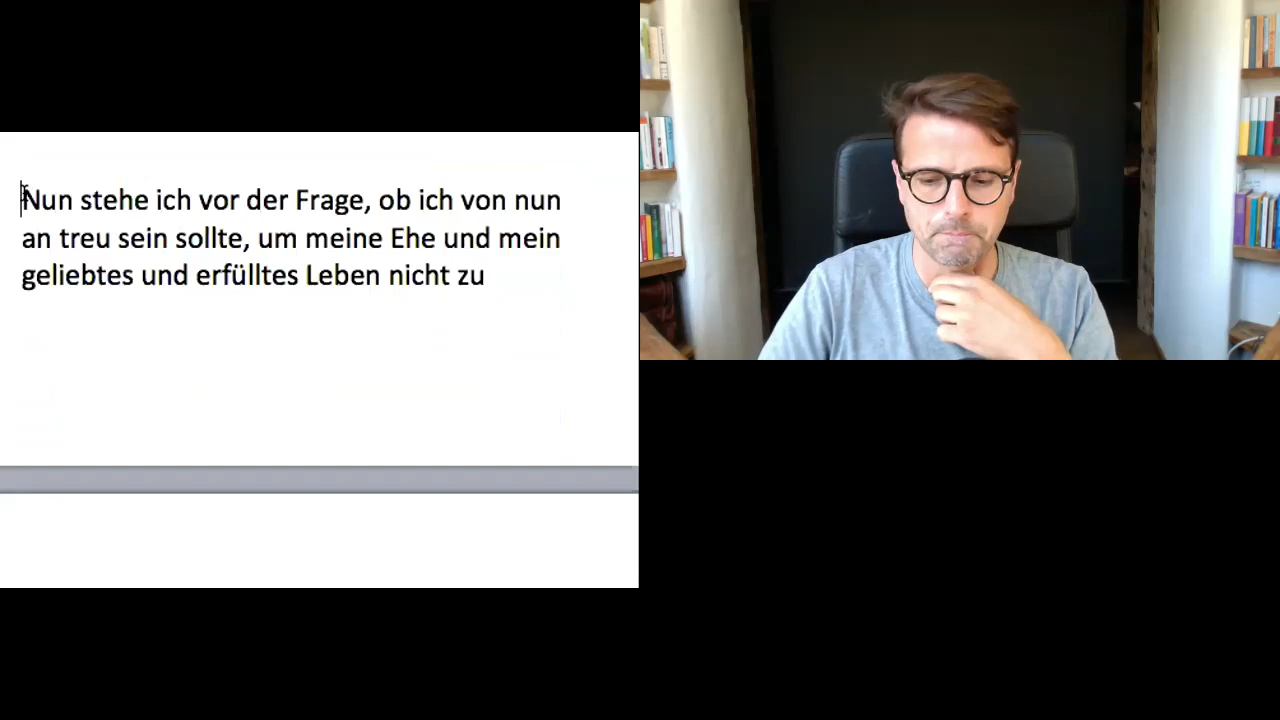 Nun stehe ich vor der Frage, ob ich von nun
an treu sein sollte, um meine Ehe und mein
geliebtes und erfülltes Leben nicht zu